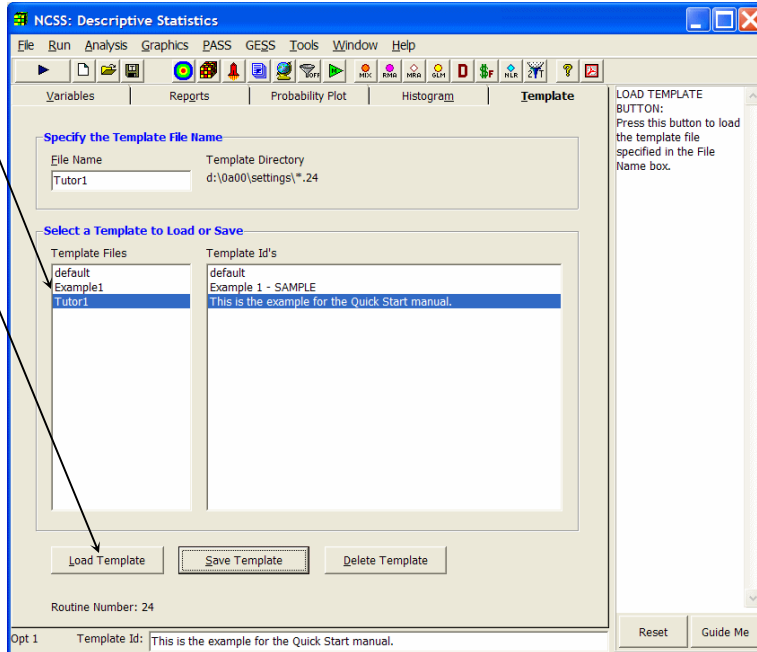 NCSS: Descriptive Statistics
File Run Analysis Graphics PASS GESS Tools Window Help
OFF MIX RMG MRA GLM D $F NLR 2YT ?
Variables Reports Probability Plot Histogram Template
Specify the Template File Name
File Name Template Directory
Tutor1 d:\0a00\settings\*.24
Select a Template to Load or Save
Template Files Template Id's
default default
Example1 Example 1 - SAMPLE
Tutor1 This is the example for the Quick Start manual.
Load Template Save Template Delete Template
Routine Number: 24
Opt 1 Template Id: This is the example for the Quick Start manual.
LOAD TEMPLATE
BUTTON:
Press this button to load
the template file
specified in the File
Name box.
Reset Guide Me